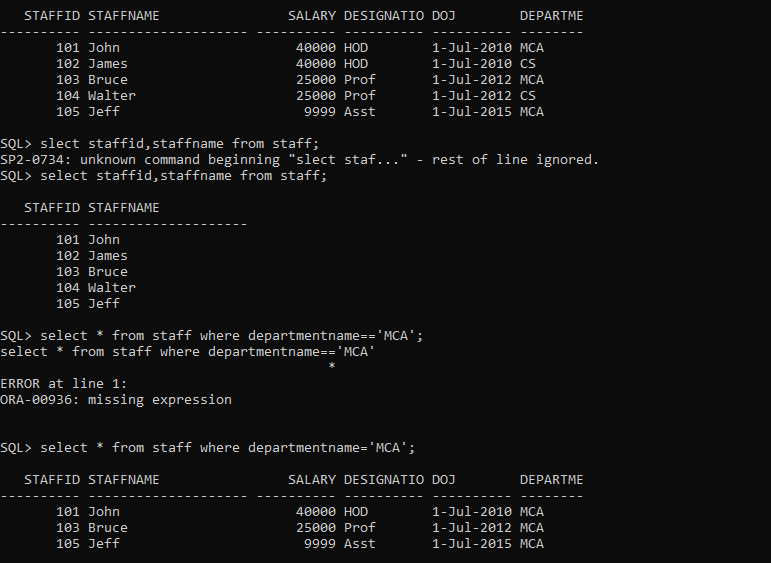 STAFFID STAFFNAME                SALARY DESIGNATIO DOJ        DEPARTME
---------- -------------------- ---------- ---------- ---------- --------
       101 John                      40000 HOD        1-Jul-2010 MCA
       102 James                     40000 HOD        1-Jul-2010 CS
       103 Bruce                     25000 Prof       1-Jul-2012 MCA
       104 Walter                    25000 Prof       1-Jul-2012 CS
       105 Jeff                       9999 Asst       1-Jul-2015 MCA
SQL> slect staffid,staffname from staff;
SP2-0734: unknown command beginning "slect staf..." - rest of line ignored.
SQL> select staffid,staffname from staff;
   STAFFID STAFFNAME
---------- --------------------
       101 John
       102 James
       103 Bruce
       104 Walter
       105 Jeff
SQL> select * from staff where departmentname=='MCA';
select * from staff where departmentname=='MCA'
                                         *
ERROR at line 1:
ORA-00936: missing expression
SQL> select * from staff where departmentname='MCA';
   STAFFID STAFFNAME                SALARY DESIGNATIO DOJ        DEPARTME
---------- -------------------- ---------- ---------- ---------- --------
       101 John                      40000 HOD        1-Jul-2010 MCA
       103 Bruce                     25000 Prof       1-Jul-2012 MCA
       105 Jeff                       9999 Asst       1-Jul-2015 MCA